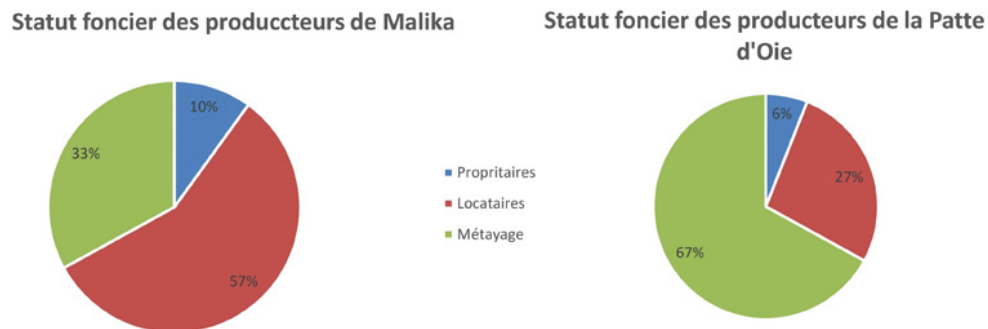 Statut foncier des produccteurs de Malika
10%
33%
57%
Propritaires
Locataires
Métayage
Statut foncier des producteurs de la Patte
d'Oie
6%
27%
67%